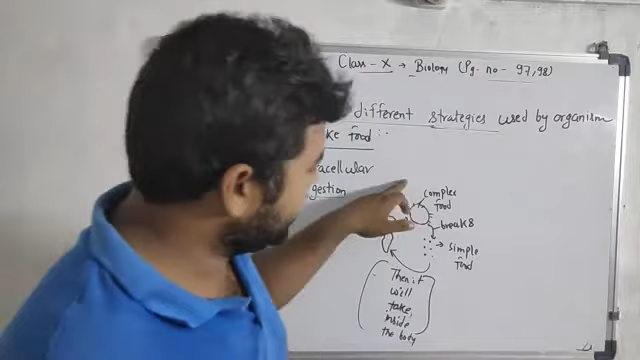 Class - X → Biology (Pg. no - 97,98)
different strategies used by organism
ke food :-
acellular
gestion
complex
food
break8
simple
food
Then it
will
take
inside
the body